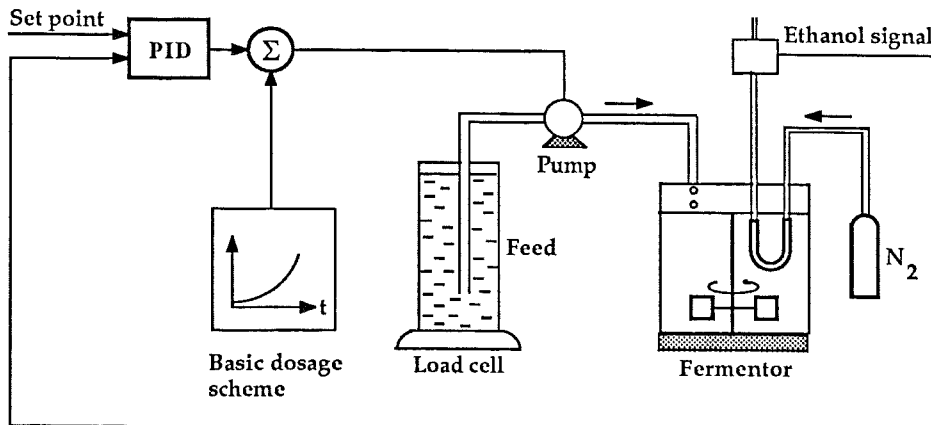 Set point
PID
Σ
Ethanol signal
Pump
Feed
N₂
t
Basic dosage
scheme
Load cell
Fermentor